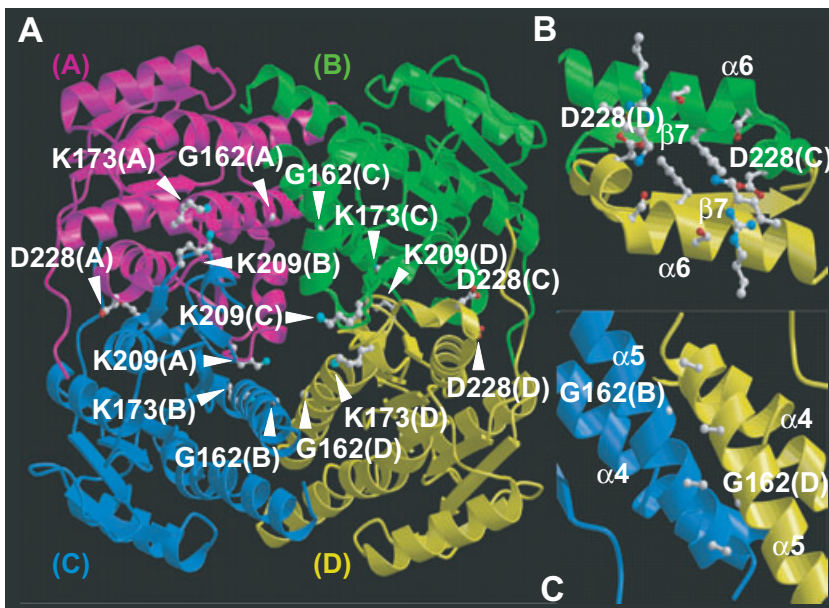 A
(A)
(B)
K173(A)
G162(A)
G162(C)
K173(C)
D228(A)
K209(B)
K209(D)
D228(C)
K209(C)
K209(A)
K173(B)
D228(D)
K173(D)
G162(B)
G162(D)
(C)
(D)
B
α6
D228(D)
β7
D228(C)
β7
α6
α5
G162(B)
α4
α4
G162(D)
α5
C